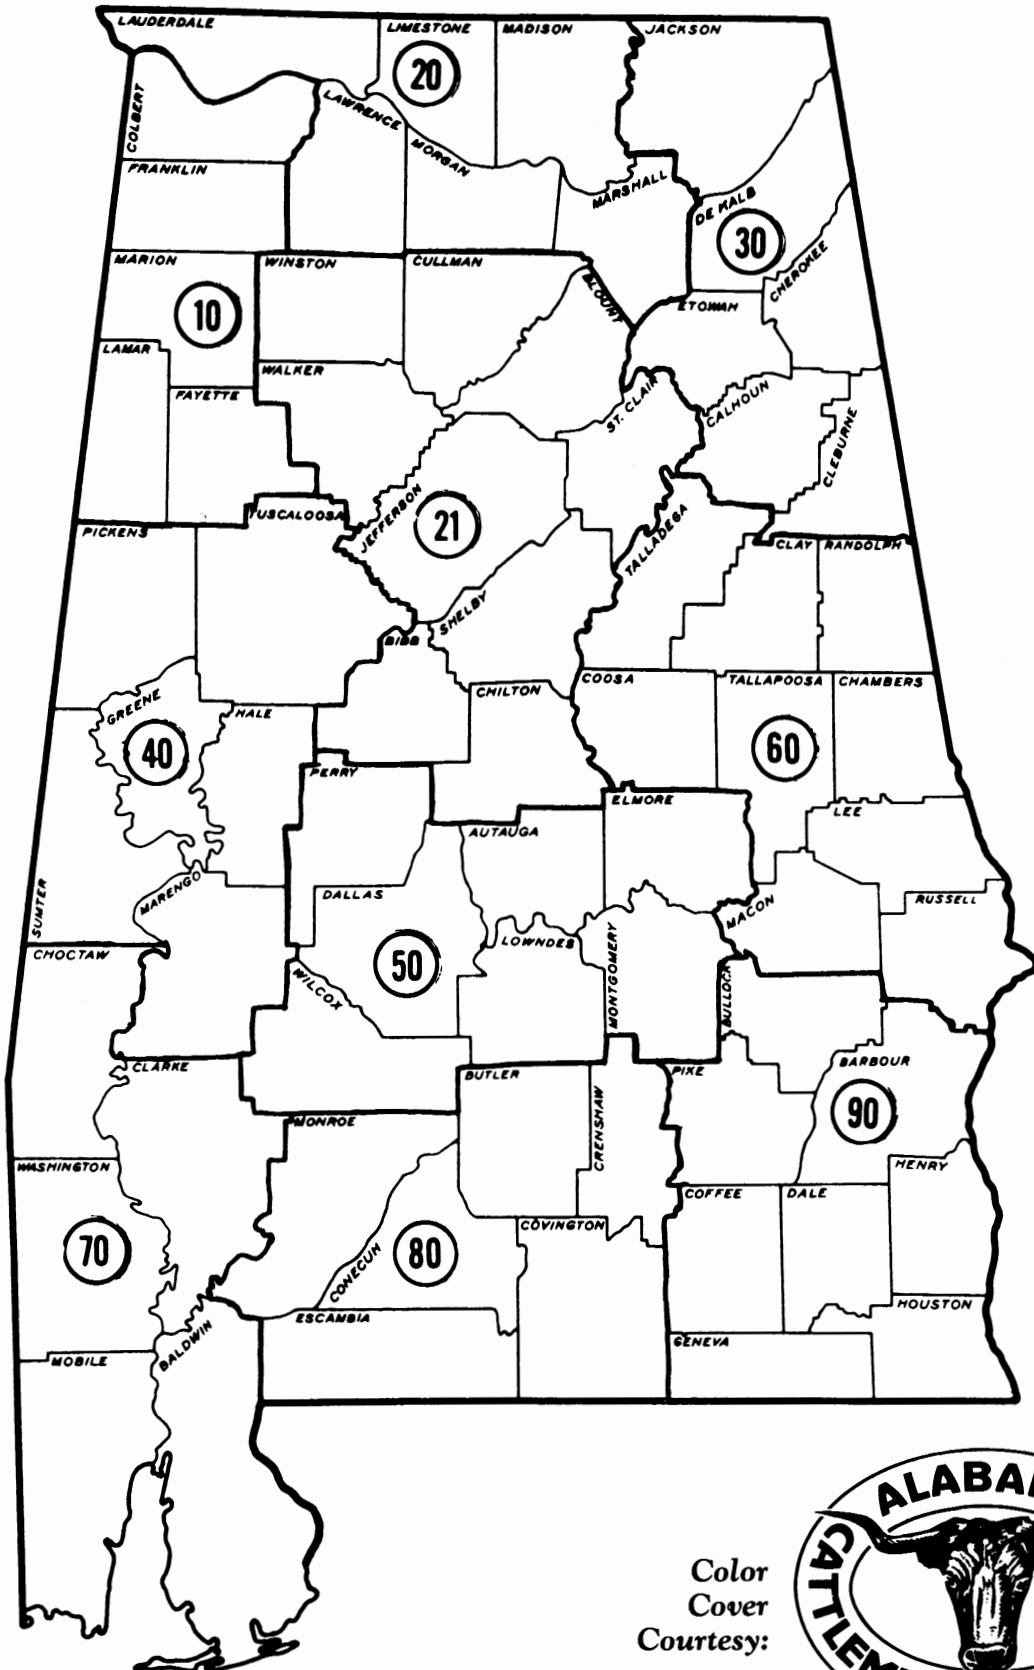 LAUDERDALE
LIMESTONE
MADISON
JACKSON
20
COLBERT
LAWRENCE
MORGAN
FRANKLIN
MARSHALL
DE KALB
30
MARION
WINSTON
CULLMAN
BLOUNT
CHEROKEE
ETOWAH
10
LAMAR
WALKER
FAYETTE
ST. CLAIR
CALHOUN
CLEBURNE
TUSCALOOSA
JEFFERSON
21
PICKENS
TALLADEGA
CLAY
RANDOLPH
SHELBY
BIBB
COOSA
TALLAPOOSA
CHAMBERS
CHILTON
GREENE
HALE
40
60
PERRY
ELMORE
LEE
AUTAUGA
SUMTER
MARENGO
DALLAS
MACON
RUSSELL
CHOCTAW
LOWNDES
50
WILCOX
MONTGOMERY
BULLOCK
CLARKE
BUTLER
CRENSHAW
PIKE
BARBOUR
90
MONROE
WASHINGTON
HENRY
COFFEE
DALE
70
CONECUH
80
COVINGTON
ESCAMBIA
HOUSTON
BALDWIN
MOBILE
GENEVA
Color
Cover
Courtesy: